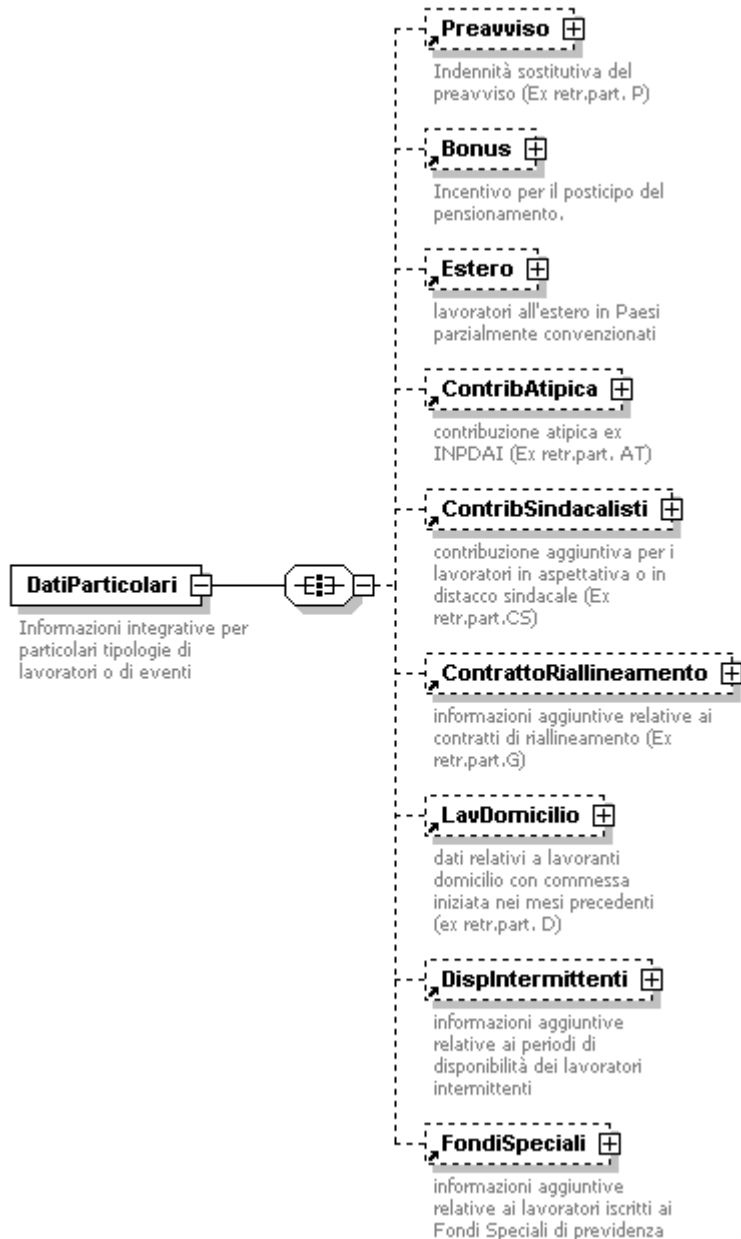 Preavviso
Indennità sostitutiva del
preavviso (Ex retr.part. P)
Bonus
Incentivo per il posticipo del
pensionamento.
Estero
lavoratori all'estero in Paesi
parzialmente convenzionati
ContribAtipica
contribuzione atipica ex
INPDAI (Ex retr.part. AT)
ContribSindacalisti
contribuzione aggiuntiva per i
lavoratori in aspettativa o in
distacco sindacale (Ex
retr.part.CS)
DatiParticolari
Informazioni integrative per
particolari tipologie di
lavoratori o di eventi
ContrattoRiallineamento
informazioni aggiuntive relative ai
contratti di riallineamento (Ex
retr.part.G)
LavDomicilio
dati relativi a lavoranti
domicilio con commessa
iniziata nei mesi precedenti
(ex retr.part. D)
DispIntermittenti
informazioni aggiuntive
relative ai periodi di
disponibilità dei lavoratori
intermittenti
FondiSpeciali
informazioni aggiuntive
relative ai lavoratori iscritti ai
Fondi Speciali di previdenza